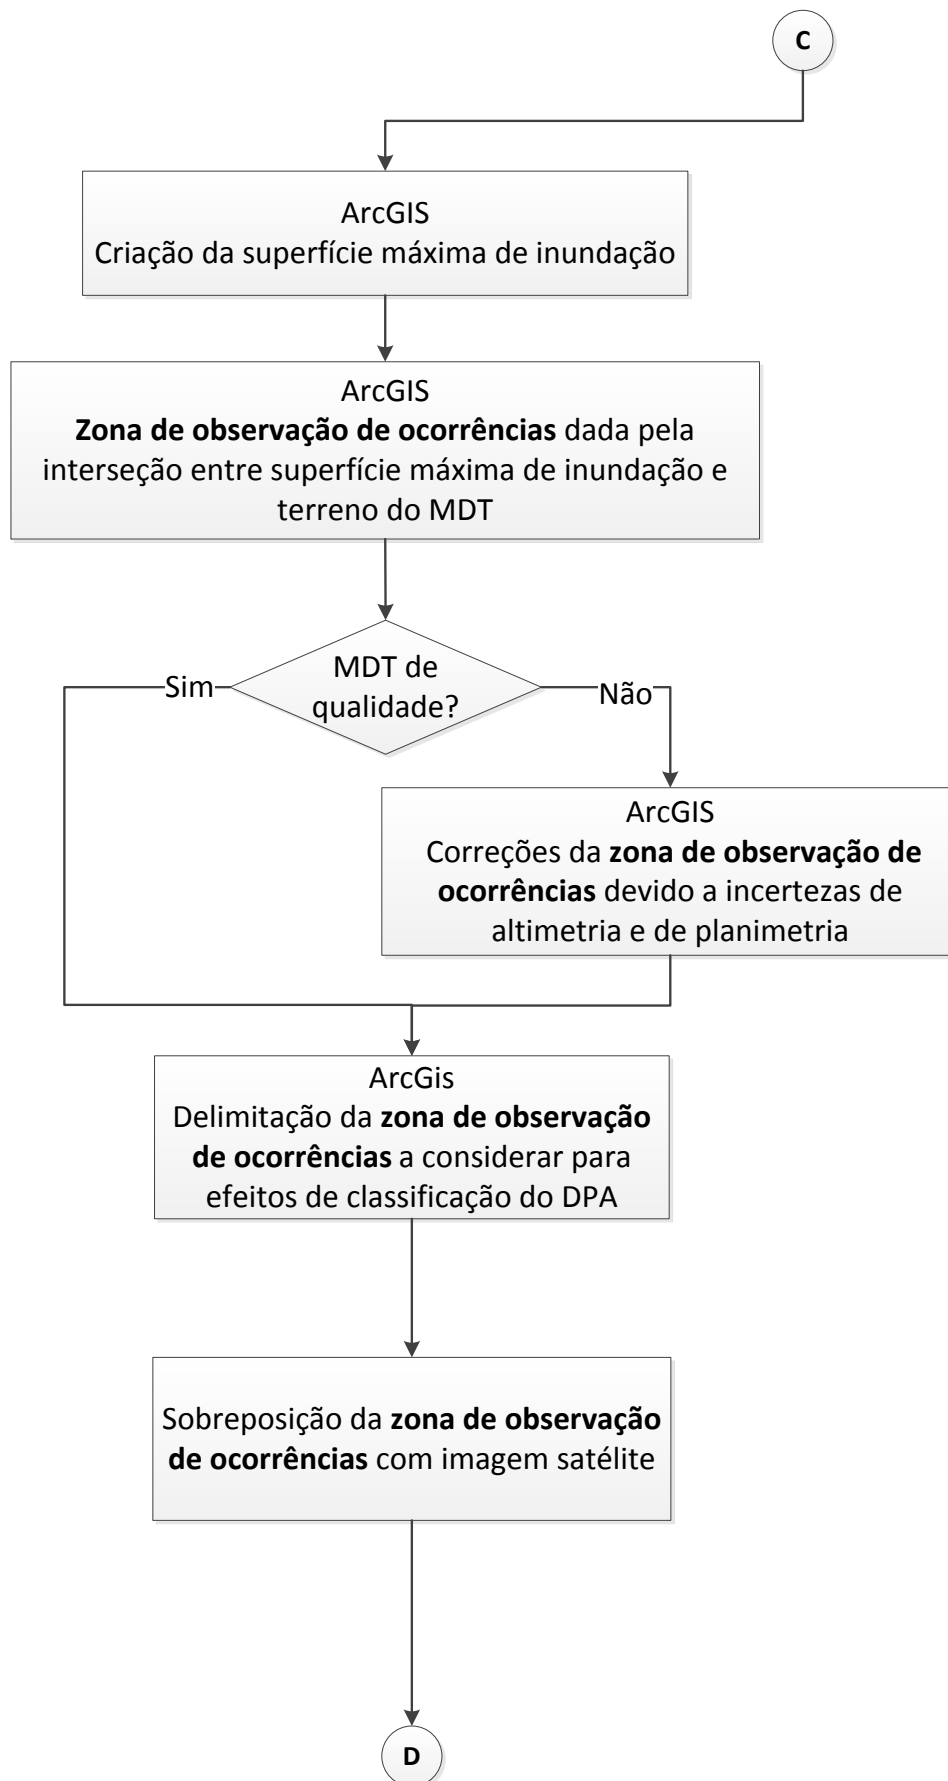 C
ArcGIS
Criação da superfície máxima de inundação
ArcGIS
Zona de observação de ocorrências dada pela
interseção entre superfície máxima de inundação e
terreno do MDT
MDT de
qualidade?
Sim
Não
ArcGIS
Correções da zona de observação de
ocorrências devido a incertezas de
altimetria e de planimetria
ArcGis
Delimitação da zona de observação
de ocorrências a considerar para
efeitos de classificação do DPA
Sobreposição da zona de observação
de ocorrências com imagem satélite
D